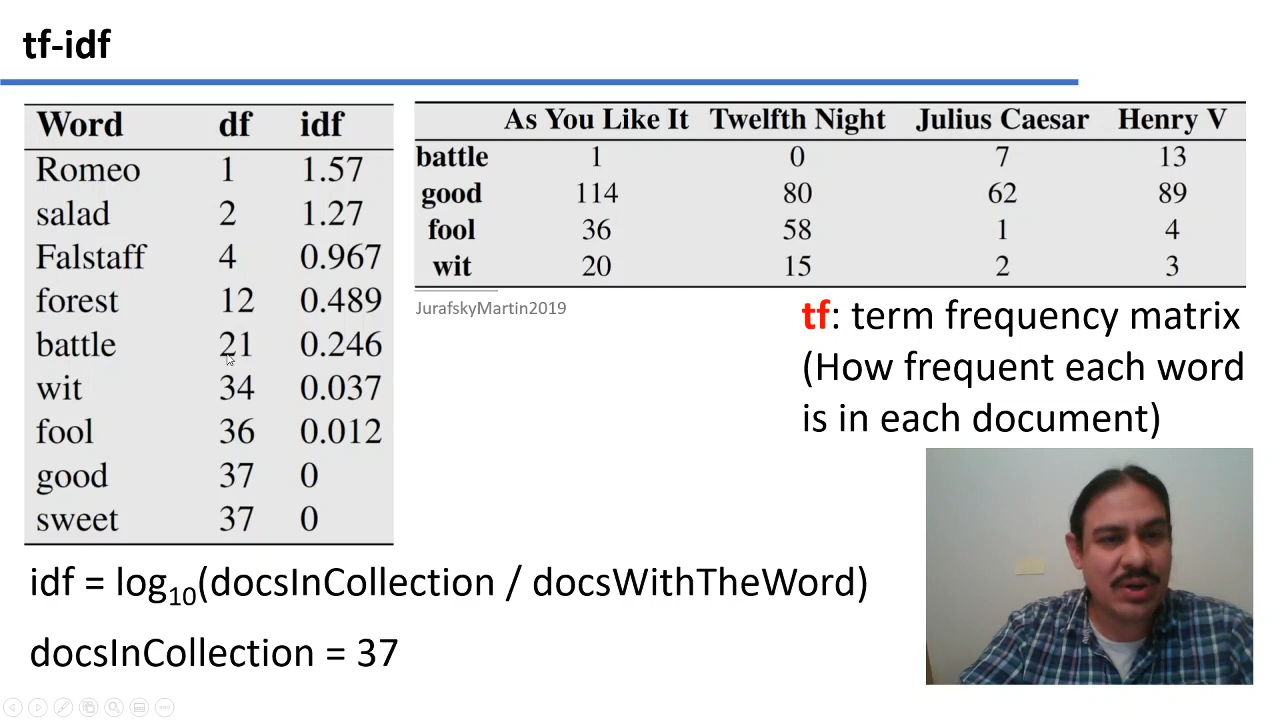 tf-idf
Word df idf
Romeo 1 1.57
salad 2 1.27
Falstaff 4 0.967
forest 12 0.489
battle 21 0.246
wit 34 0.037
fool 36 0.012
good 37 0
sweet 37 0
As You Like It Twelfth Night Julius Caesar Henry V
battle 1 0 7 13
good 114 80 62 89
fool 36 58 1 4
wit 20 15 2 3
JurafskyMartin2019
tf: term frequency matrix
(How frequent each word
is in each document)
idf = log10(docsInCollection / docsWithTheWord)
docsInCollection = 37